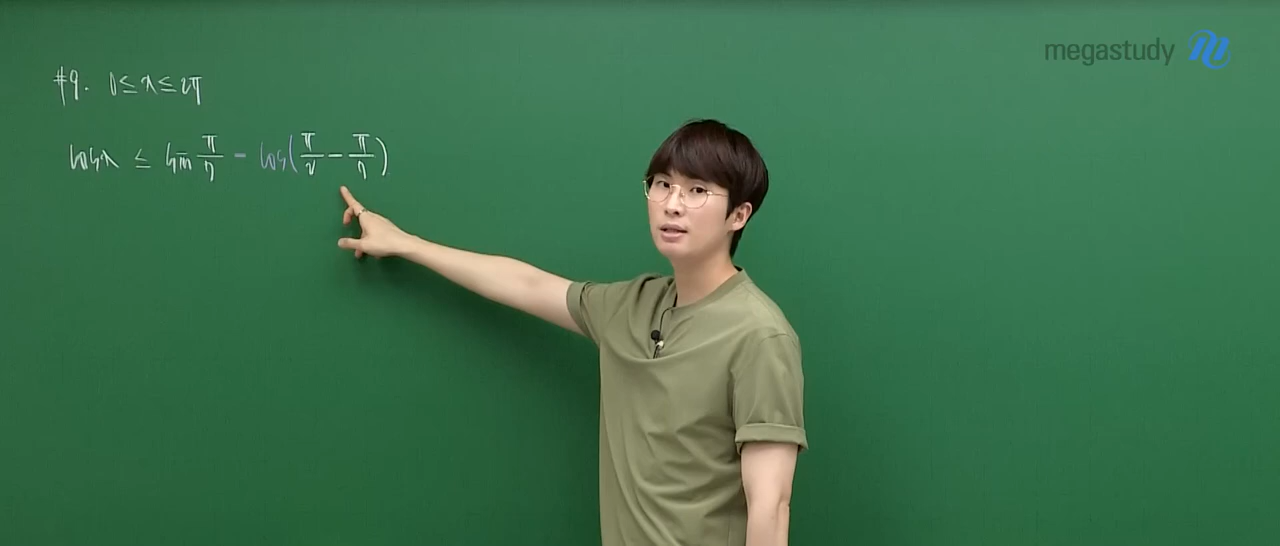 megastudy
#9. 0 ≤ x ≤ 2π
cos x ≤ sin π/7 = cos(π/2 − π/7)